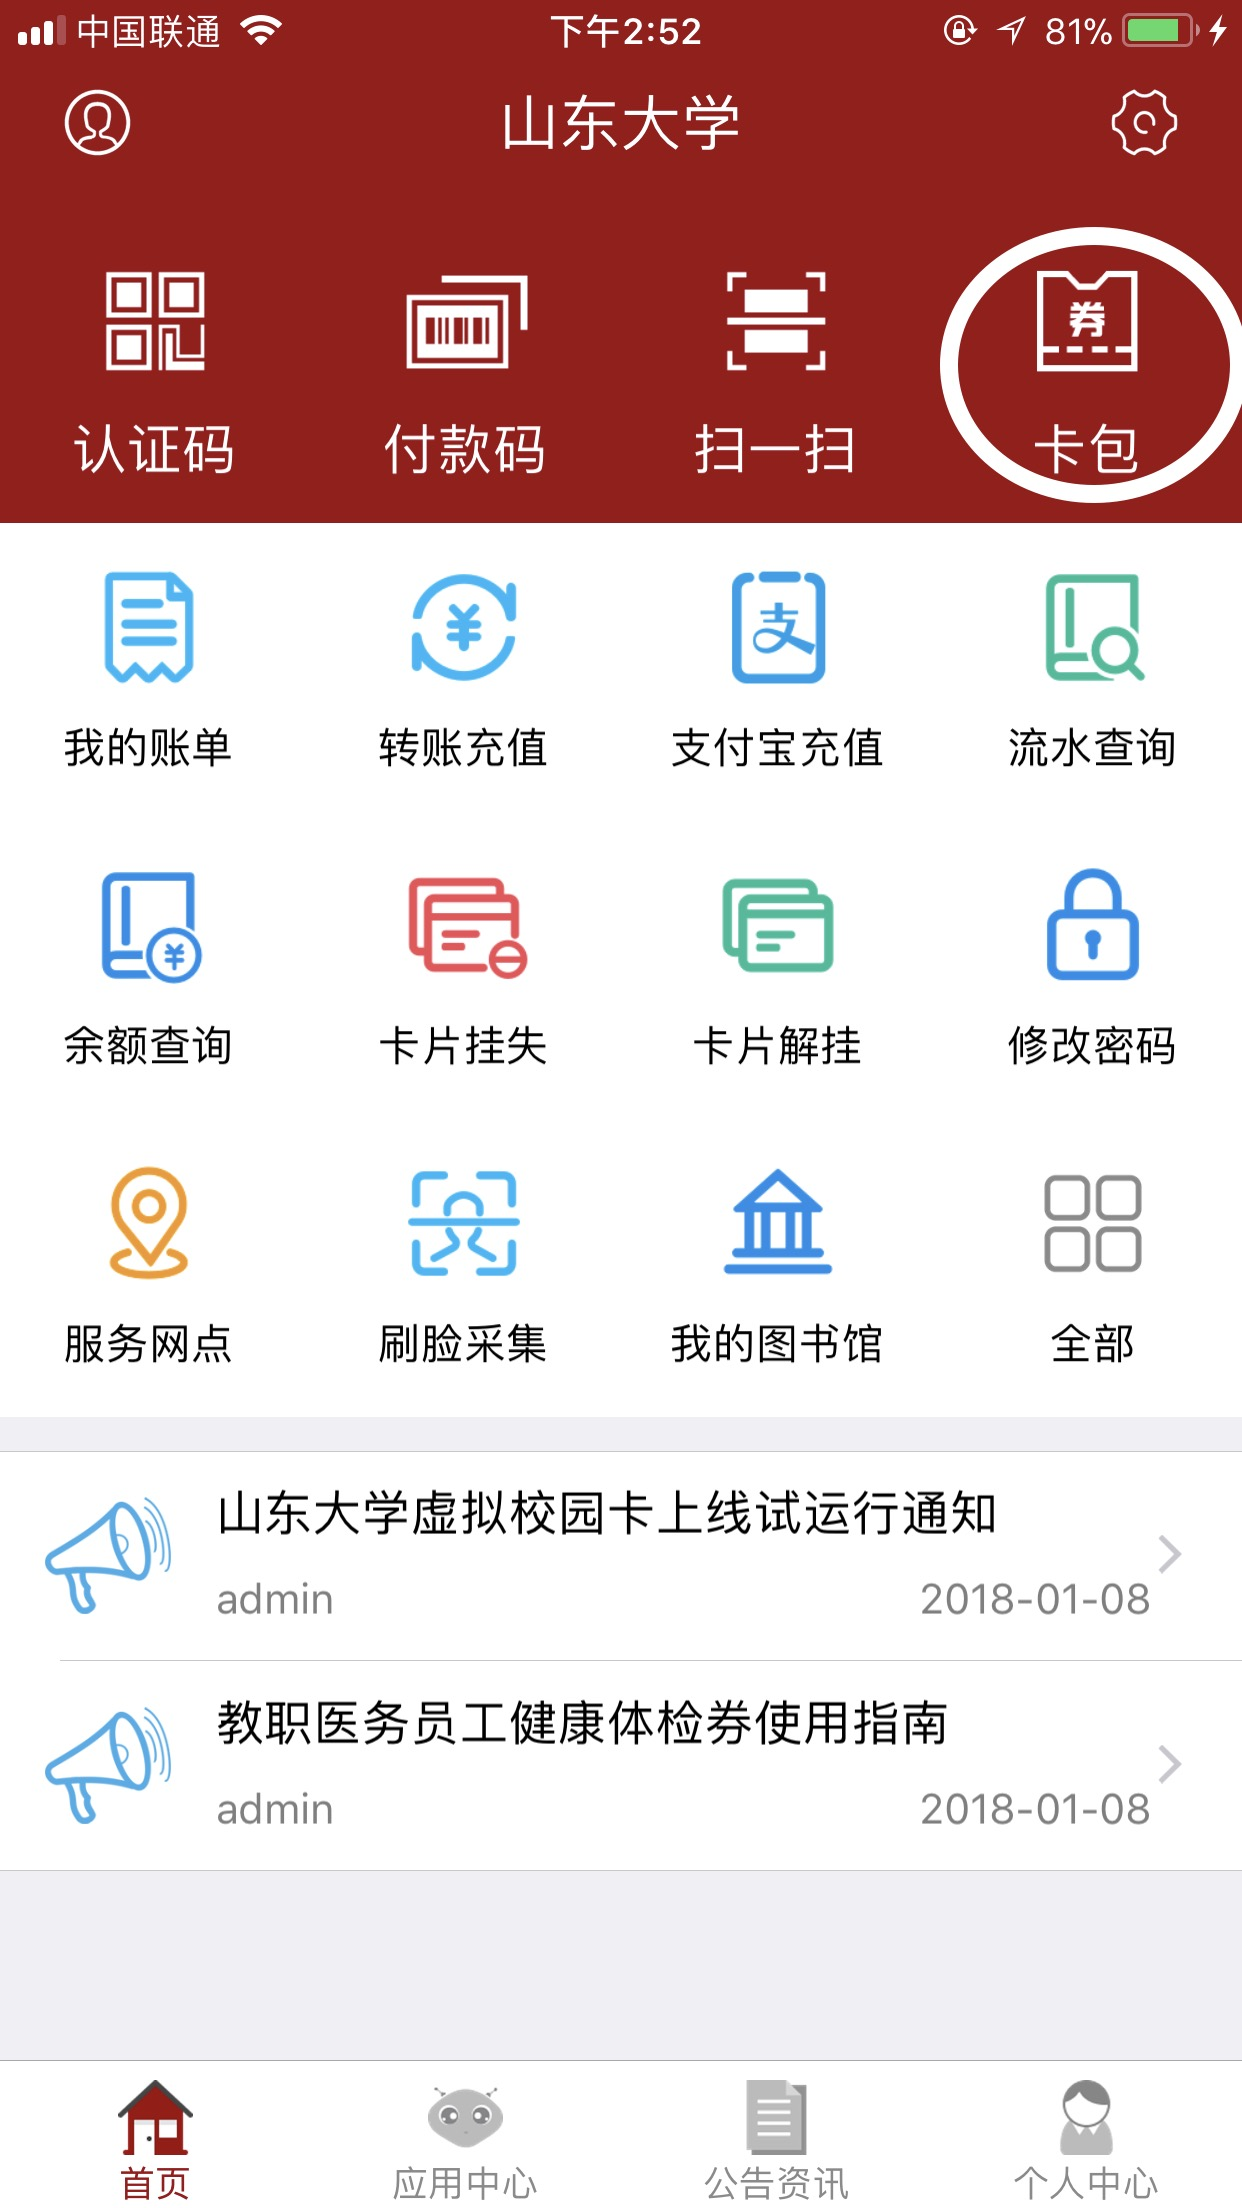 中国联通 下午2:52 81%
山东大学
券
认证码 付款码 扫一扫 卡包
¥ 支
我的账单 转账充值 支付宝充值 流水查询
¥
余额查询 卡片挂失 卡片解挂 修改密码
服务网点 刷脸采集 我的图书馆 全部
山东大学虚拟校园卡上线试运行通知
admin 2018-01-08
教职医务员工健康体检券使用指南
admin 2018-01-08
首页 应用中心 公告资讯 个人中心